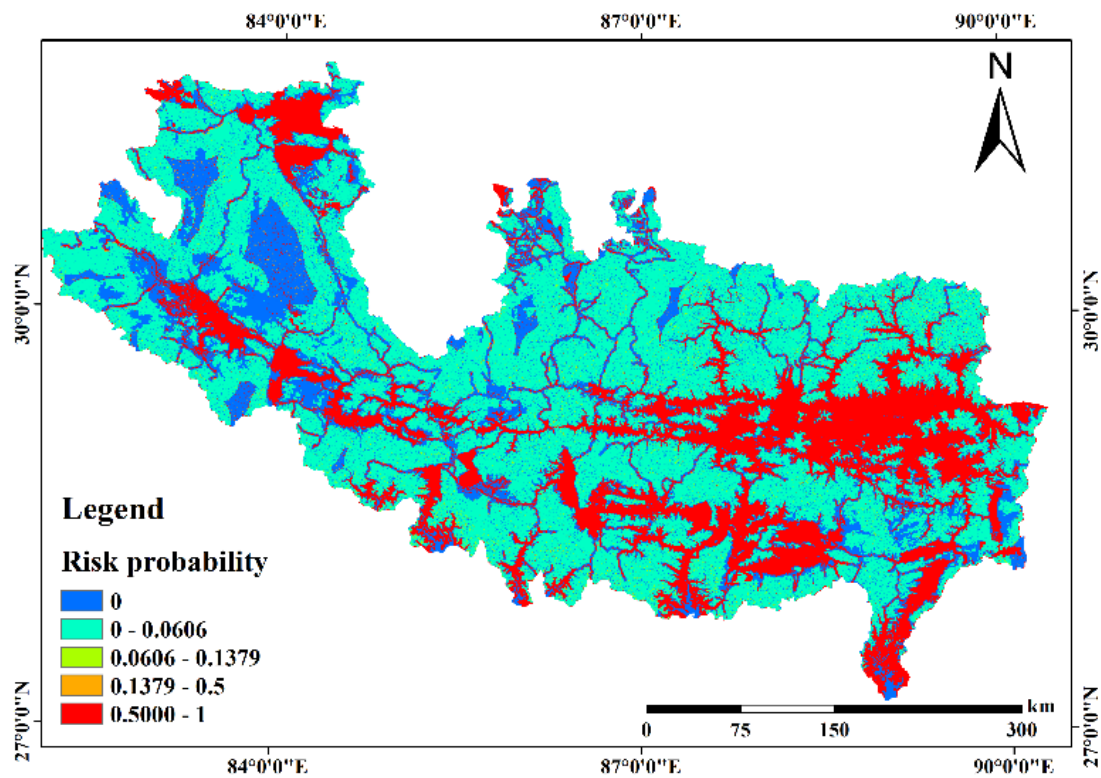 84°0'0"E 87°0'0"E 90°0'0"E
N
30°0'0"N 30°0'0"N
Legend
Risk probability
0
0 - 0.0606
0.0606 - 0.1379
0.1379 - 0.5
0.5000 - 1
km
0 75 150 300
27°0'0"N 27°0'0"N
84°0'0"E 87°0'0"E 90°0'0"E